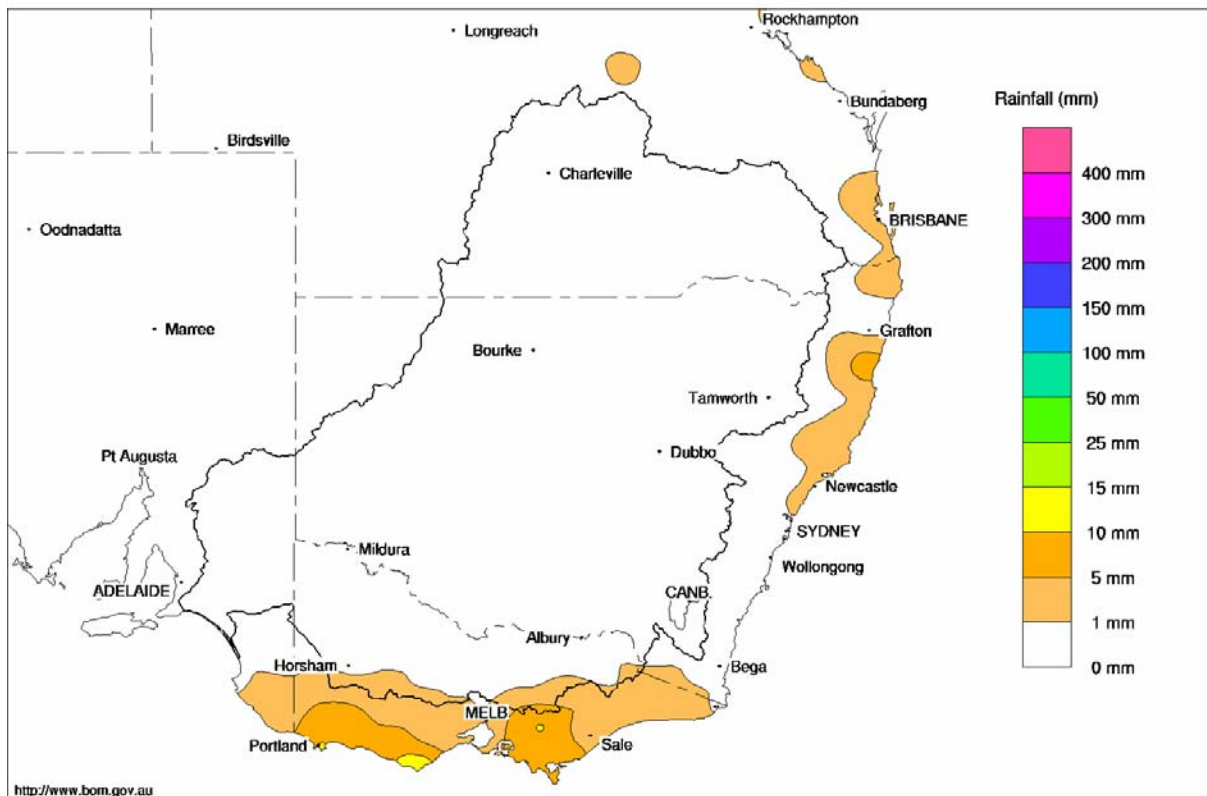 Rockhampton
Longreach
Bundaberg
Rainfall (mm)
Birdsville
Charleville
400 mm
300 mm
BRISBANE
Oodnadatta
200 mm
150 mm
Marree
Grafton
Bourke
100 mm
Tamworth
50 mm
Dubbo
25 mm
Pt Augusta
Newcastle
15 mm
SYDNEY
10 mm
Mildura
Wollongong
ADELAIDE
CANB.
5 mm
1 mm
Albury
Horsham
Bega
0 mm
MELB
Portland
Sale
http://www.bom.gov.au